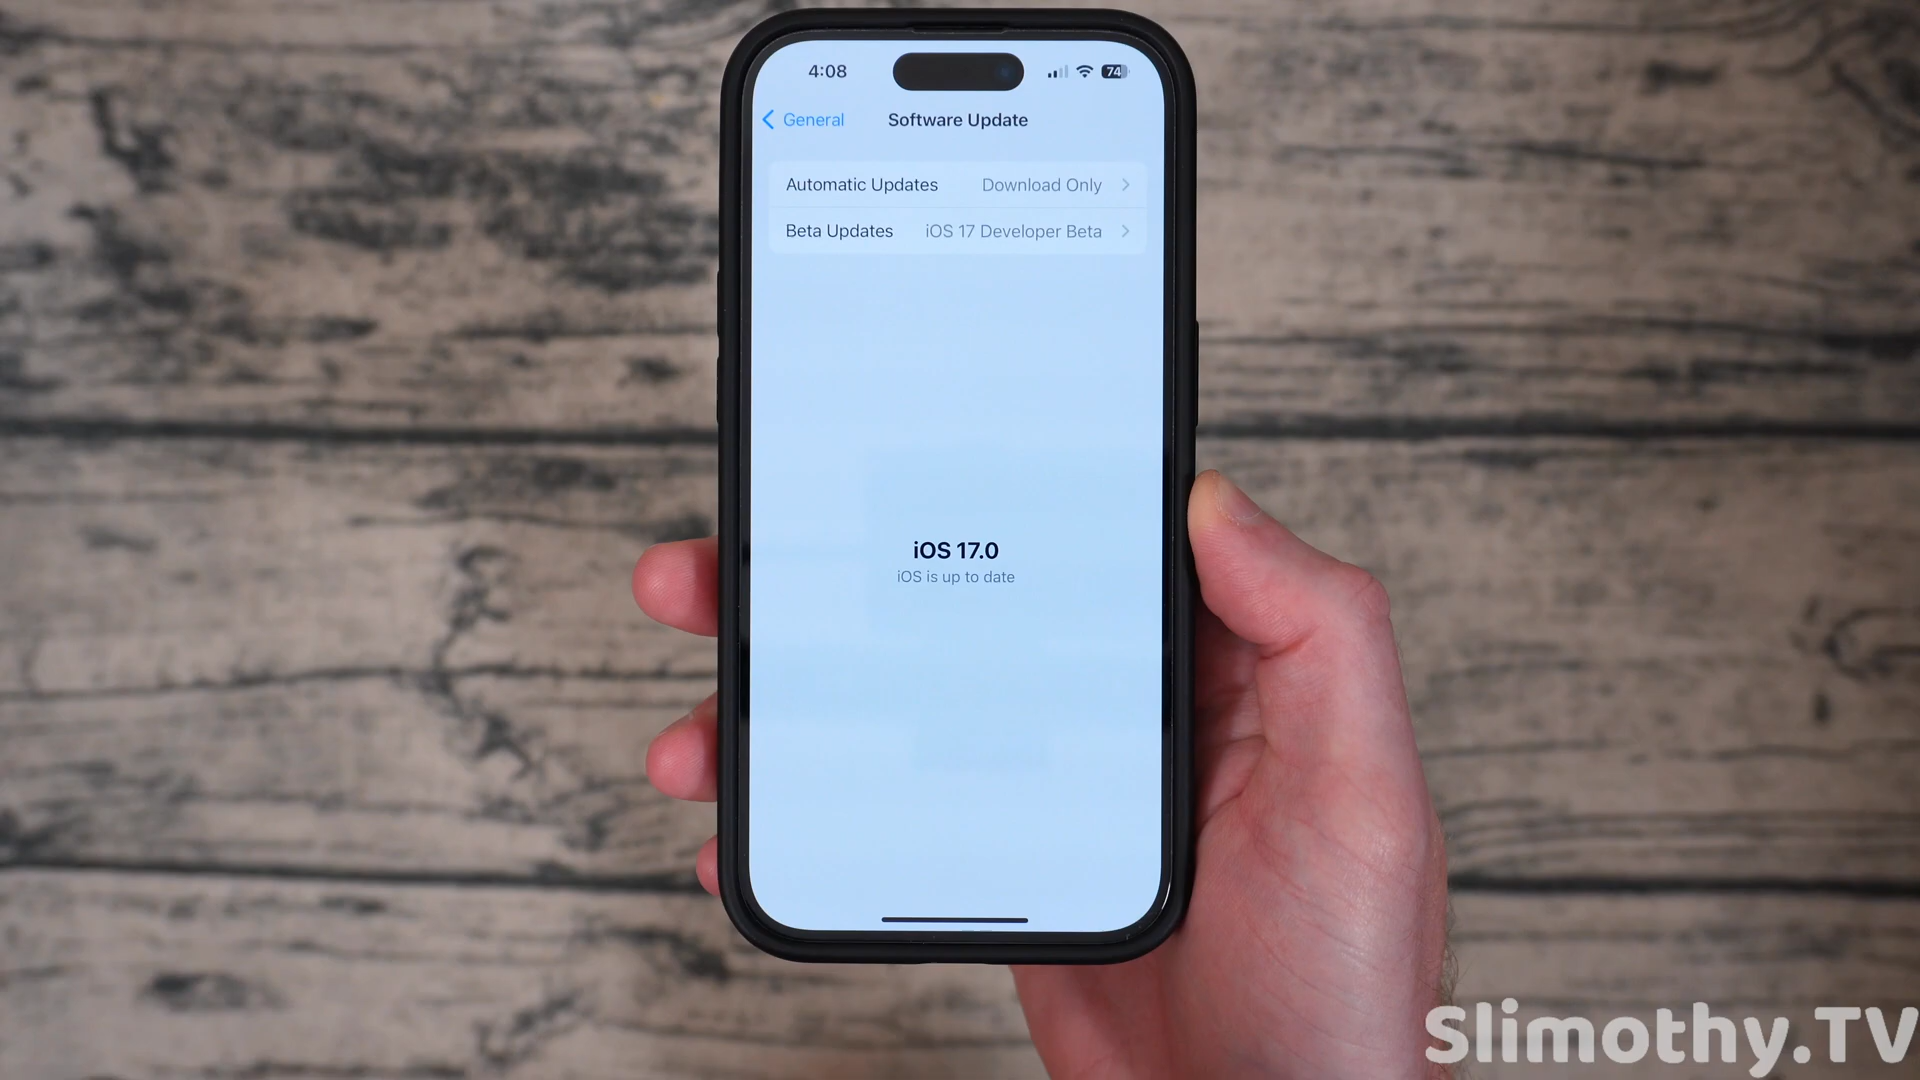 4:08
74
General
Software Update
Automatic Updates Download Only
Beta Updates iOS 17 Developer Beta
iOS 17.0
iOS is up to date
Slimothy.TV